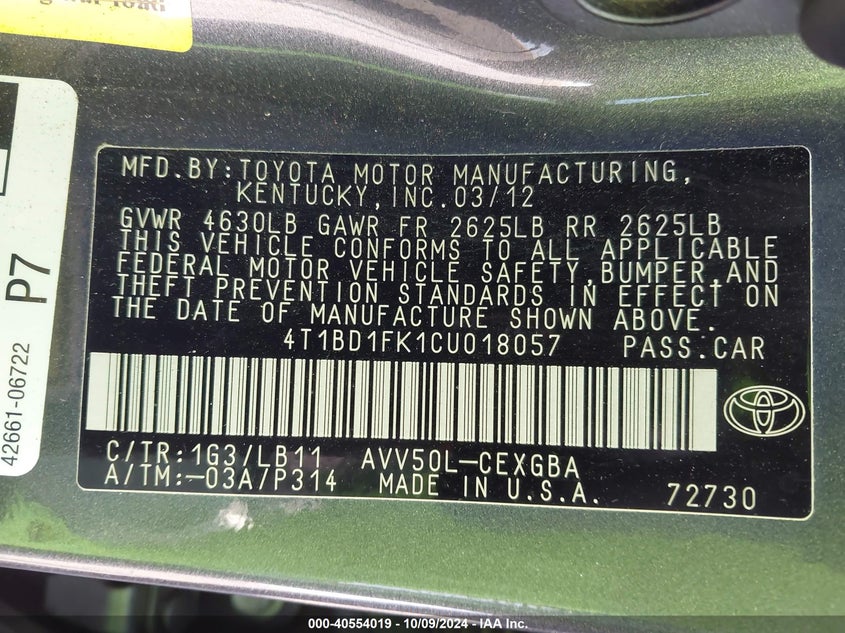 MFD.BY:TOYOTA MOTOR MANUFACTURING,
KENTUCKY,INC.03/12
GVWR 4630LB GAWR FR 2625LB RR 2625LB
THIS VEHICLE CONFORMS TO ALL APPLICABLE
FEDERAL MOTOR VEHICLE SAFETY,BUMPER,AND
THEFT PREVENTION STANDARDS IN EFFECT ON
THE DATE OF MANUFACTURE SHOWN ABOVE.
4T1BD1FK1CU018057 PASS.CAR
C/TR:1G3/LB11 AVV50L-CEXGBA
A/TM:-03A/P314 MADE IN U.S.A. 72730
42661-06722 P7
000-40554019 - 10/09/2024 - IAA Inc.